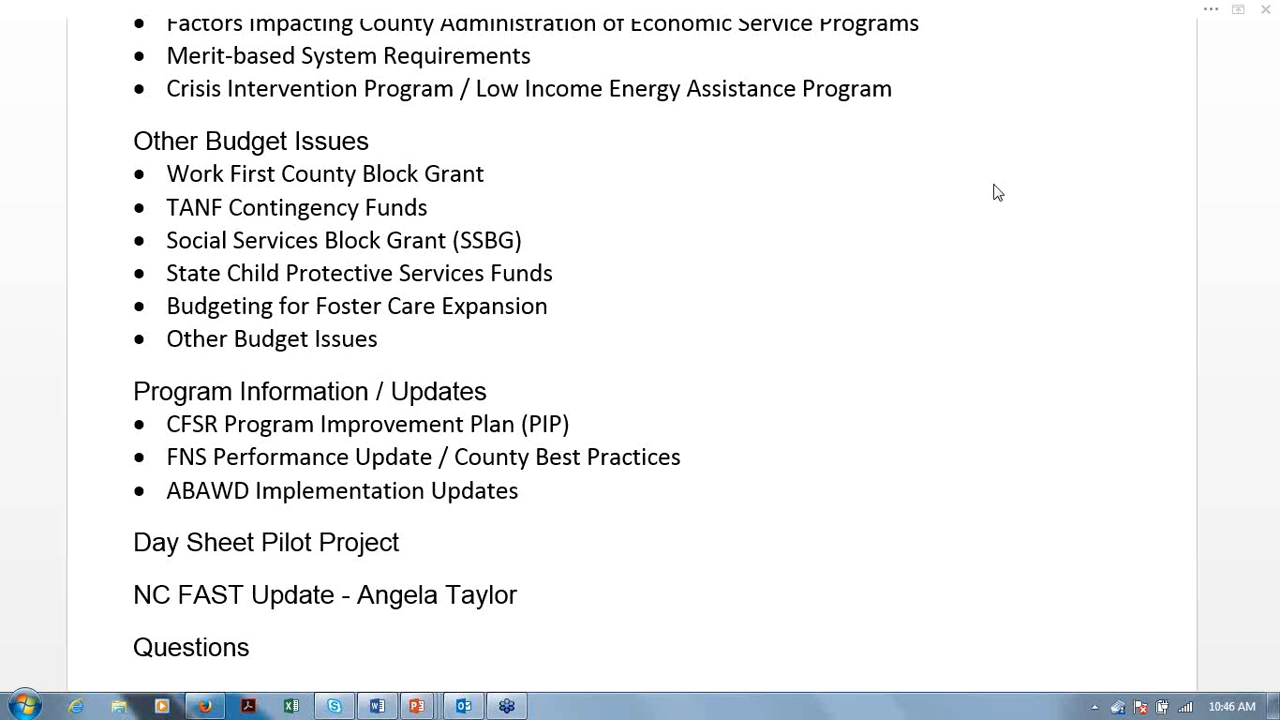 • Factors Impacting County Administration of Economic Service Programs
• Merit-based System Requirements
• Crisis Intervention Program / Low Income Energy Assistance Program
Other Budget Issues
• Work First County Block Grant
• TANF Contingency Funds
• Social Services Block Grant (SSBG)
• State Child Protective Services Funds
• Budgeting for Foster Care Expansion
• Other Budget Issues
Program Information / Updates
• CFSR Program Improvement Plan (PIP)
• FNS Performance Update / County Best Practices
• ABAWD Implementation Updates
Day Sheet Pilot Project
NC FAST Update - Angela Taylor
Questions
10:46 AM